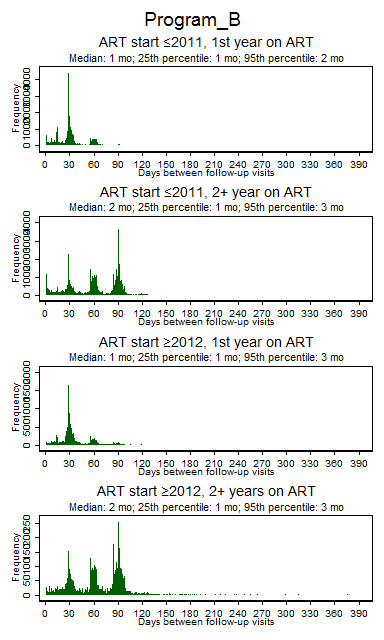 Program_B
ART start ≤2011, 1st year on ART
Median: 1 mo; 25th percentile: 1 mo; 95th percentile: 2 mo
Frequency
0 30 60 90 120 150 180 210 240 270 300 330 360 390
Days between follow-up visits
ART start ≤2011, 2+ year on ART
Median: 2 mo; 25th percentile: 1 mo; 95th percentile: 3 mo
Frequency
0 30 60 90 120 150 180 210 240 270 300 330 360 390
Days between follow-up visits
ART start ≥2012, 1st year on ART
Median: 1 mo; 25th percentile: 1 mo; 95th percentile: 3 mo
Frequency
0 30 60 90 120 150 180 210 240 270 300 330 360 390
Days between follow-up visits
ART start ≥2012, 2+ years on ART
Median: 2 mo; 25th percentile: 1 mo; 95th percentile: 3 mo
Frequency
0 30 60 90 120 150 180 210 240 270 300 330 360 390
Days between follow-up visits